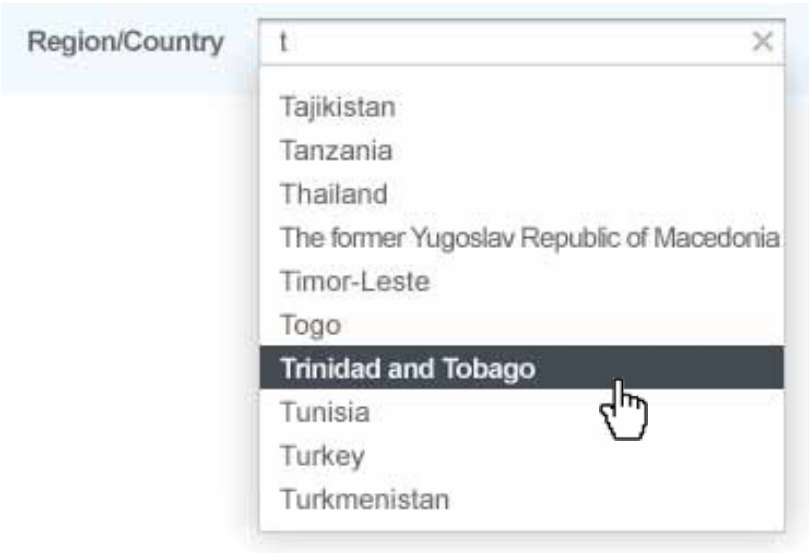 Region/Country
t
Tajikistan
Tanzania
Thailand
The former Yugoslav Republic of Macedonia
Timor-Leste
Togo
Trinidad and Tobago
Tunisia
Turkey
Turkmenistan